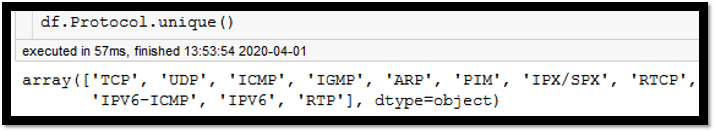 df.Protocol.unique()
executed in 57ms, finished 13:53:54 2020-04-01
array(['TCP', 'UDP', 'ICMP', 'IGMP', 'ARP', 'PIM', 'IPX/SPX', 'RTCP',
'IPV6-ICMP', 'IPV6', 'RTP'], dtype=object)